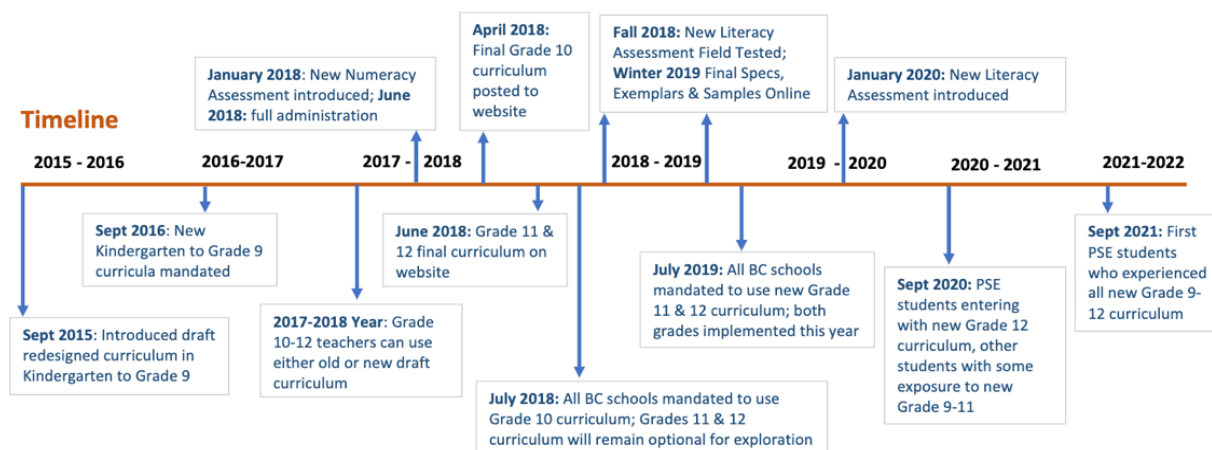 April 2018:
Final Grade 10
curriculum
posted to
website
Fall 2018: New Literacy
Assessment Field Tested;
Winter 2019 Final Specs,
Exemplars & Samples Online
January 2018: New Numeracy
Assessment introduced; June
2018: full administration
January 2020: New Literacy
Assessment introduced
Timeline
2015 - 2016 2016-2017 2017 - 2018 2018 - 2019 2019 - 2020 2020 - 2021 2021-2022
Sept 2016: New
Kindergarten to Grade 9
curricula mandated
June 2018: Grade 11 &
12 final curriculum on
website
Sept 2021: First
PSE students
who experienced
all new Grade 9-
12 curriculum
July 2019: All BC schools
mandated to use new Grade
11 & 12 curriculum; both
grades implemented this year
Sept 2020: PSE
students entering
with new Grade 12
curriculum, other
students with some
exposure to new
Grade 9-11
Sept 2015: Introduced draft
redesigned curriculum in
Kindergarten to Grade 9
2017-2018 Year: Grade
10-12 teachers can use
either old or new draft
curriculum
July 2018: All BC schools mandated to use
Grade 10 curriculum; Grades 11 & 12
curriculum will remain optional for exploration